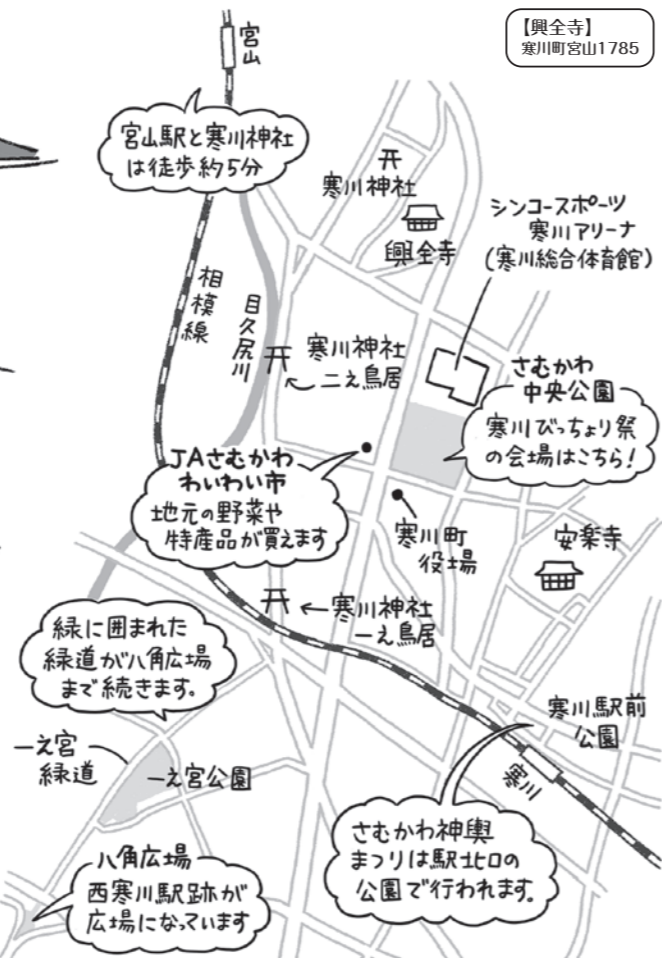 【興全寺】
寒川町宮山1785
宮山
宮山駅と寒川神社
は徒歩約5分
寒川神社
興全寺
シンコースポーツ
寒川アリーナ
(寒川総合体育館)
相模線
目久尻川
寒川神社
二之鳥居
さむかわ
中央公園
寒川びっちょり祭
の会場はこちら!
JAさむかわ
わいわい市
地元の野菜や
特産品が買えます
寒川町
役場
安楽寺
寒川神社
一之鳥居
緑に囲まれた
緑道が八角広場
まで続きます。
寒川駅前
公園
一之宮
緑道
一之宮公園
寒川
さむかわ神輿
まつりは駅北口の
公園で行われます。
八角広場
西寒川駅跡が
広場になっています